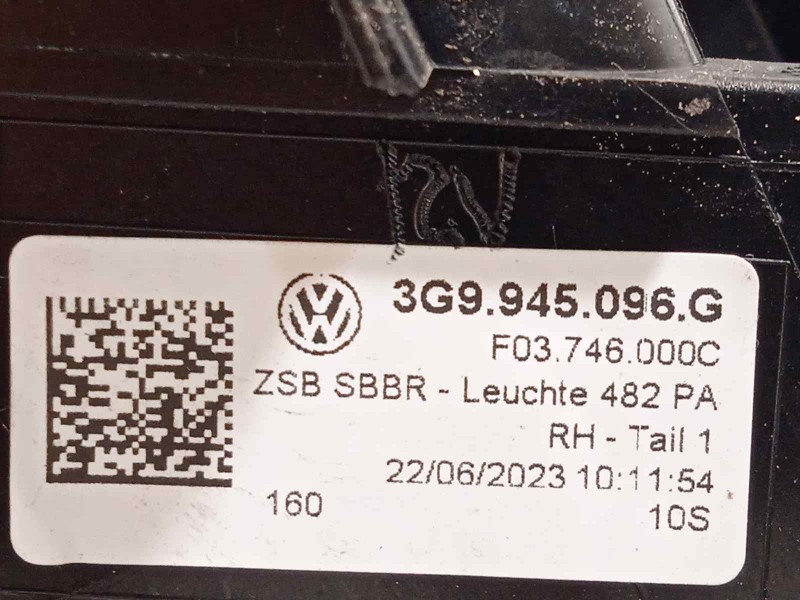 3G9.945.096.G
F03.746.000C
ZSB SBBR - Leuchte 482 PA
RH - Tail 1
22/06/2023 10:11:54
160 10S